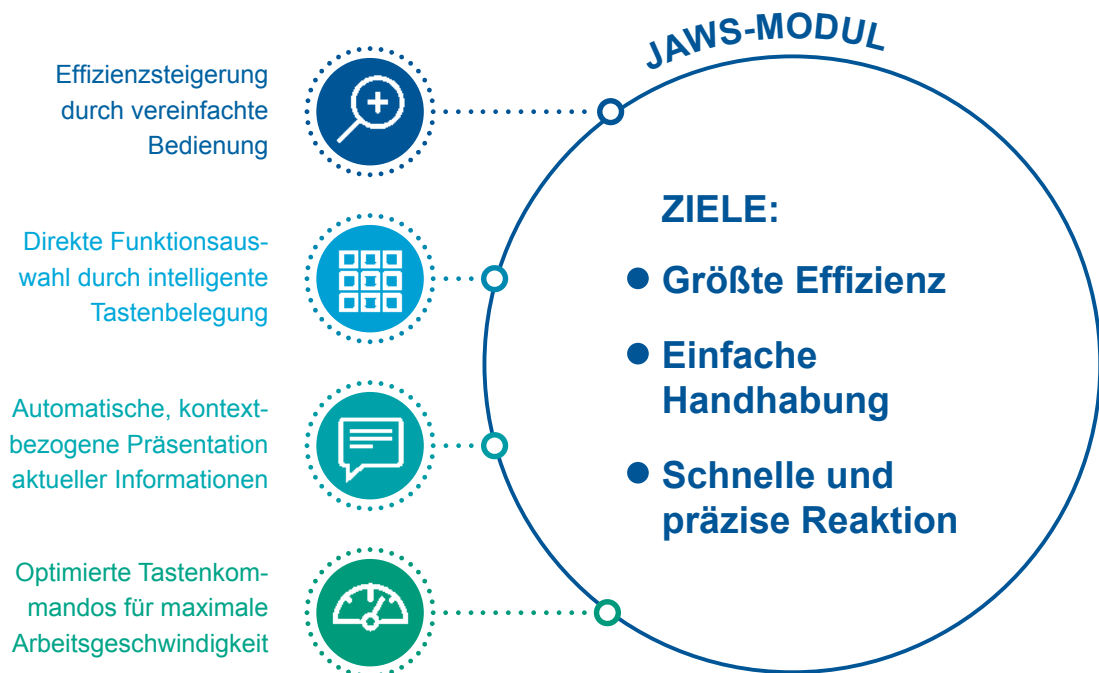 JAWS-MODUL
Effizienzsteigerung
durch vereinfachte
Bedienung
Direkte Funktionsaus-
wahl durch intelligente
Tastenbelegung
Automatische, kontext-
bezogene Präsentation
aktueller Informationen
Optimierte Tastenkom-
mandos für maximale
Arbeitsgeschwindigkeit
ZIELE:
● Größte Effizienz
● Einfache
Handhabung
● Schnelle und
präzise Reaktion